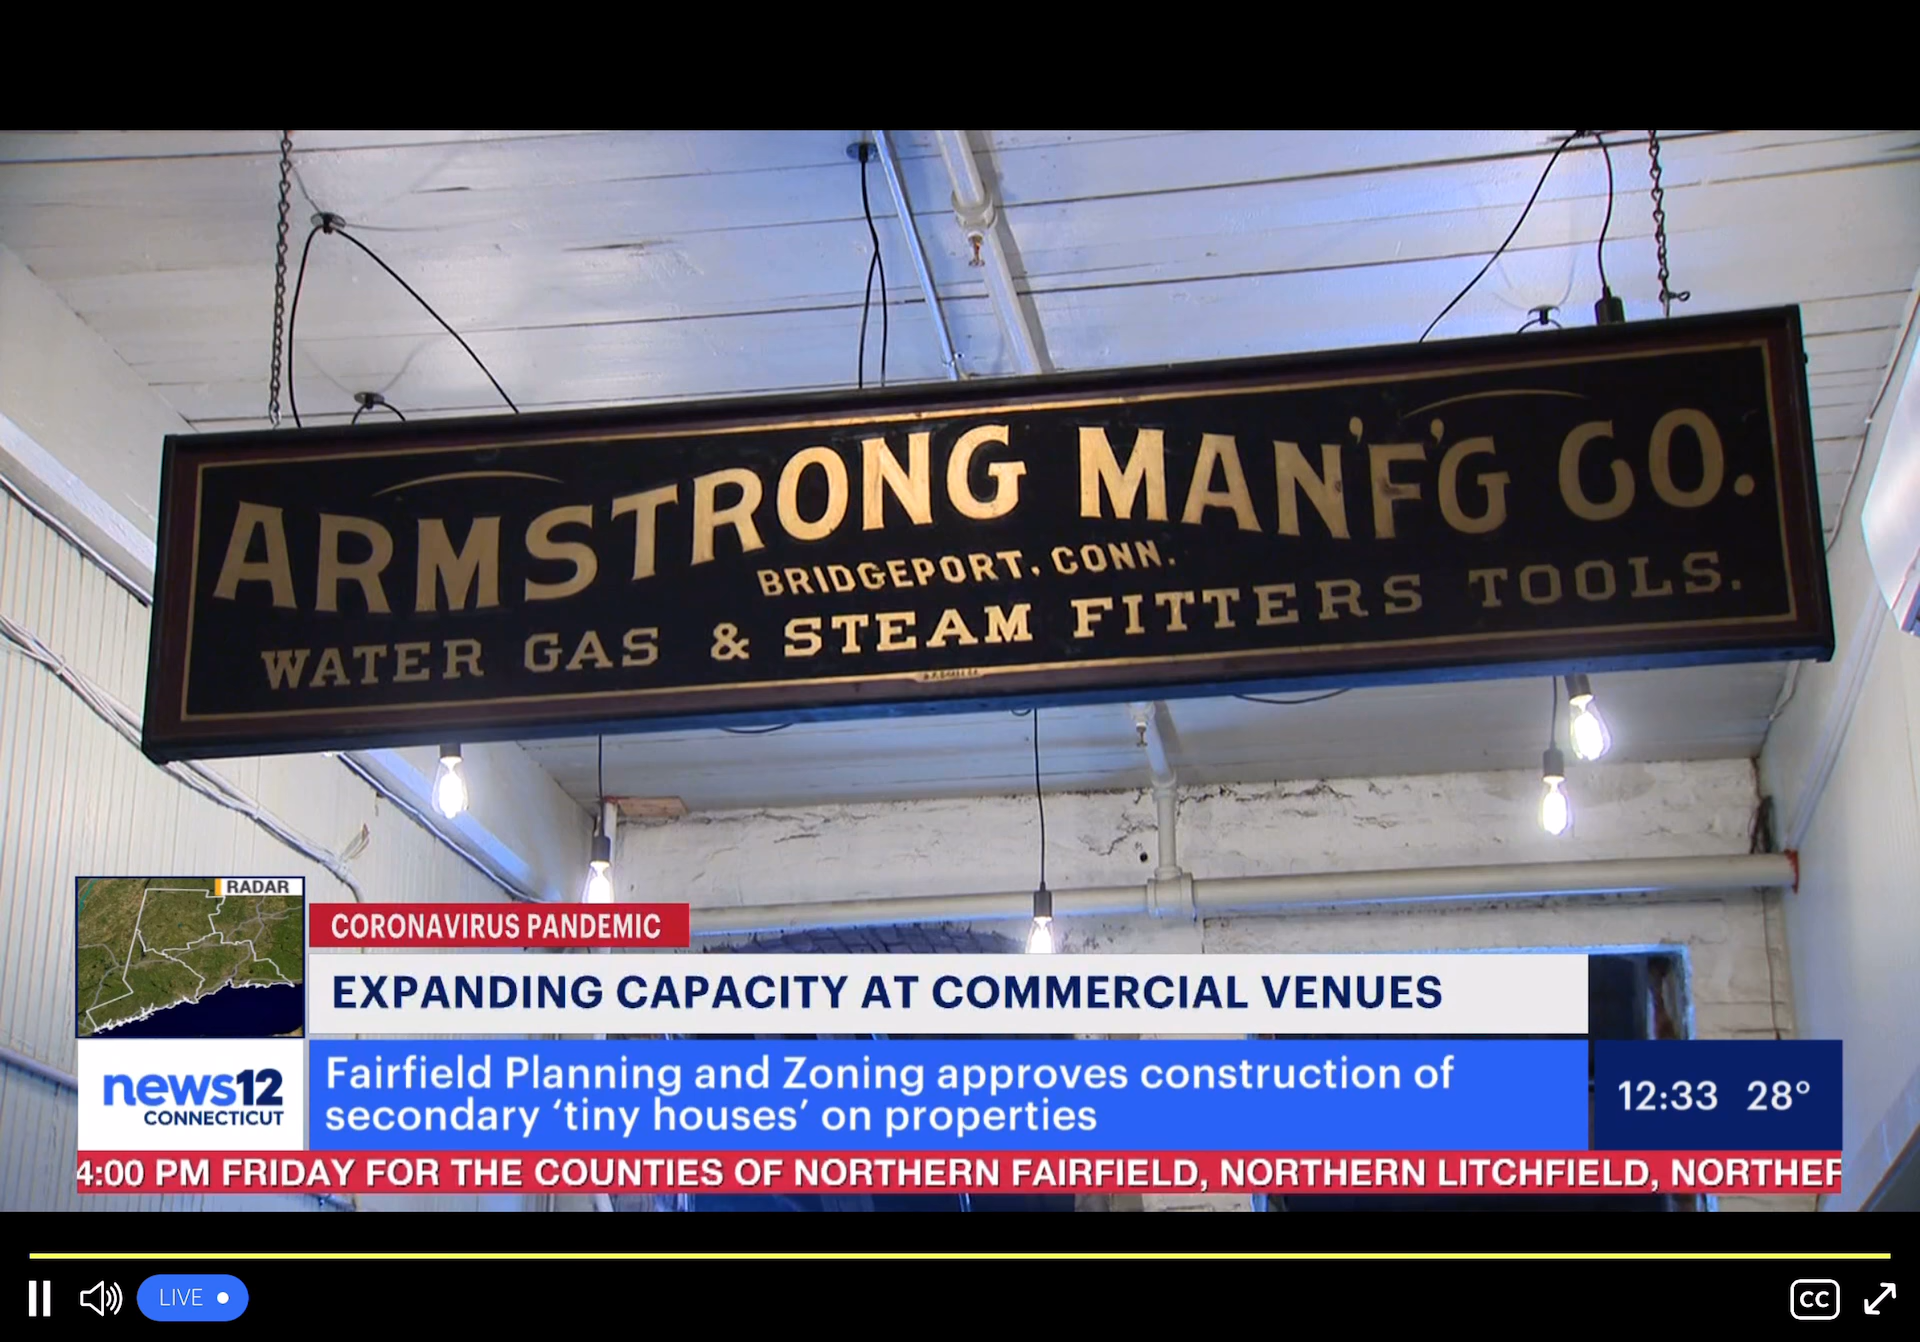 ARMSTRONG MAN'F'G CO.
BRIDGEPORT, CONN.
WATER GAS & STEAM FITTERS TOOLS.
RADAR
CORONAVIRUS PANDEMIC
EXPANDING CAPACITY AT COMMERCIAL VENUES
news12
CONNECTICUT
Fairfield Planning and Zoning approves construction of
secondary ‘tiny houses’ on properties
12:33 28°
4:00 PM FRIDAY FOR THE COUNTIES OF NORTHERN FAIRFIELD, NORTHERN LITCHFIELD,
LIVE
CC